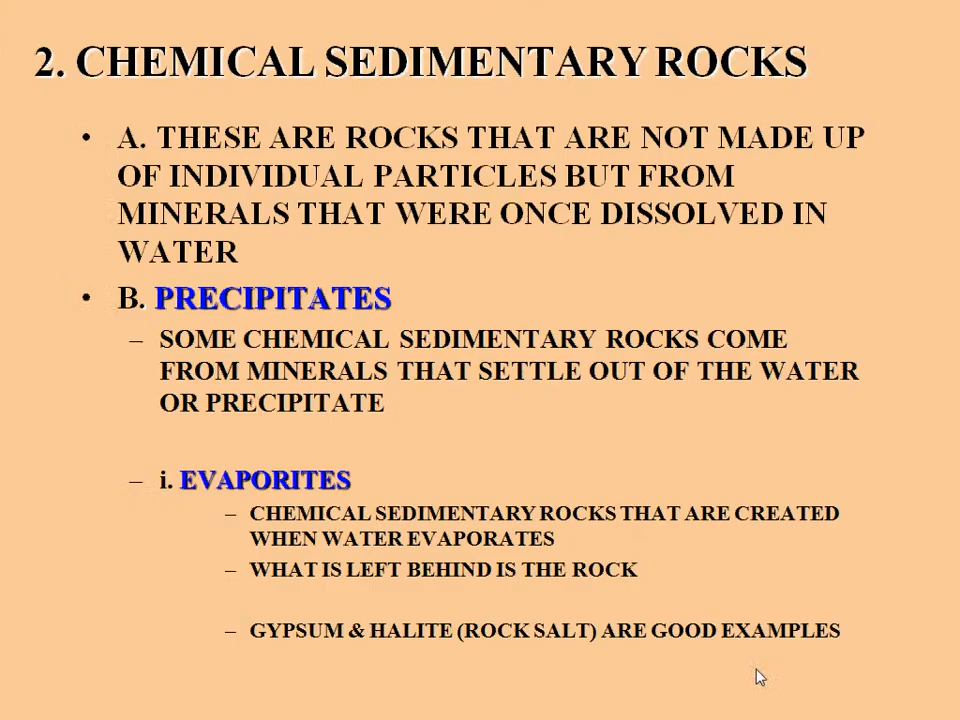 2. CHEMICAL SEDIMENTARY ROCKS
• A. THESE ARE ROCKS THAT ARE NOT MADE UP
OF INDIVIDUAL PARTICLES BUT FROM
MINERALS THAT WERE ONCE DISSOLVED IN
WATER
• B. PRECIPITATES
– SOME CHEMICAL SEDIMENTARY ROCKS COME
FROM MINERALS THAT SETTLE OUT OF THE WATER
OR PRECIPITATE
– i. EVAPORITES
– CHEMICAL SEDIMENTARY ROCKS THAT ARE CREATED
WHEN WATER EVAPORATES
– WHAT IS LEFT BEHIND IS THE ROCK
– GYPSUM & HALITE (ROCK SALT) ARE GOOD EXAMPLES